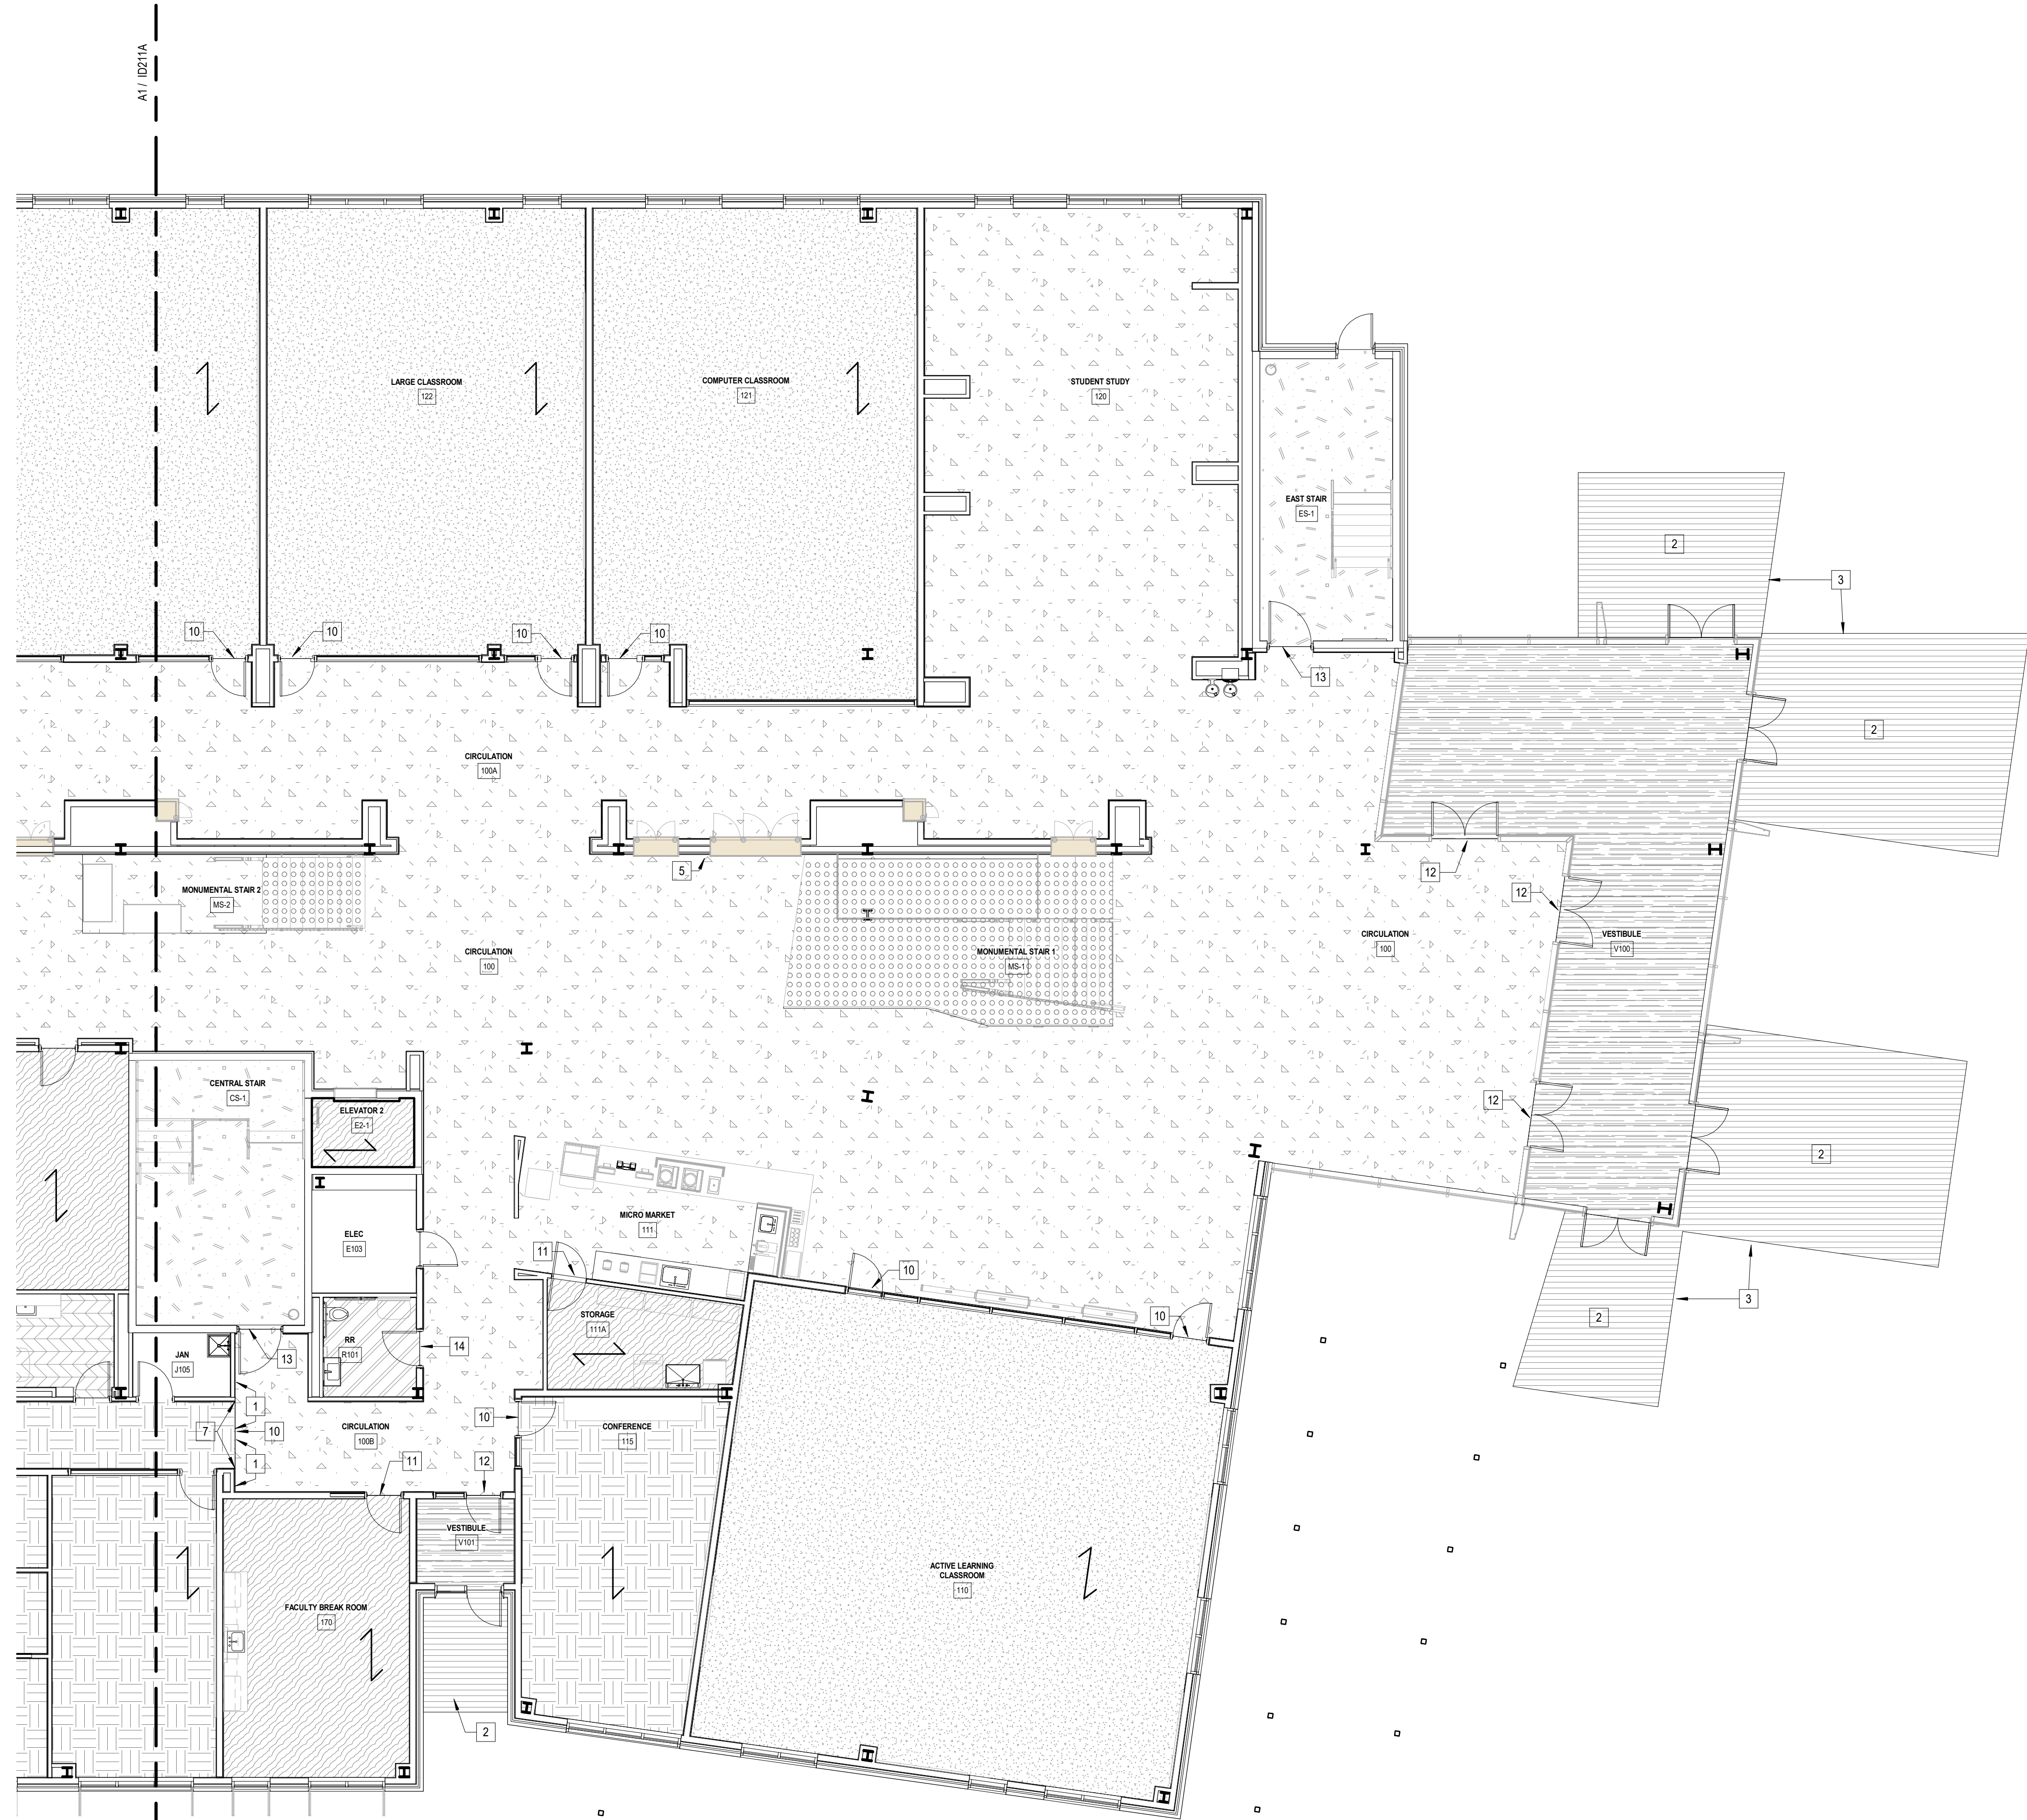 A1 / ID211A
LARGE CLASSROOM
122
COMPUTER CLASSROOM
121
STUDENT STUDY
120
EAST STAIR
ES-1
2
3
10
10
10
10
13
2
CIRCULATION
100A
5
12
MONUMENTAL STAIR 2
MS-2
12
CIRCULATION
100
MONUMENTAL STAIR 1
MS-1
CIRCULATION
100
VESTIBULE
V100
CENTRAL STAIR
CS-1
ELEVATOR 2
E2-1
12
2
MICRO MARKET
111
ELEC
E103
11
10
3
2
STORAGE
111A
10
RR
R101
14
JAN
J105
13
1
7
10
1
CIRCULATION
100B
10
CONFERENCE
115
11
12
VESTIBULE
V101
ACTIVE LEARNING
CLASSROOM
110
FACULTY BREAK ROOM
170
2